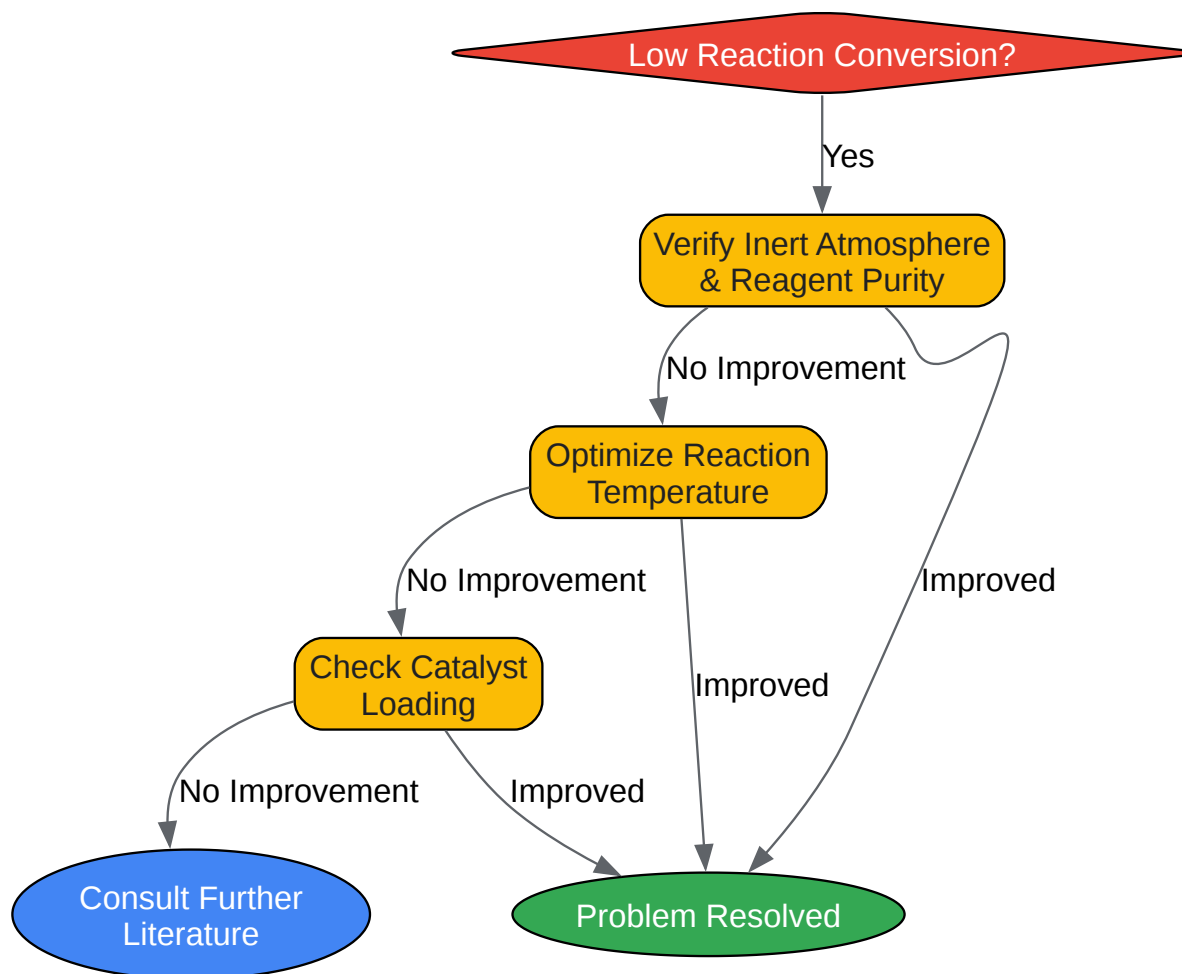 Low Reaction Conversion?
Yes
Verify Inert Atmosphere
& Reagent Purity
No Improvement
Optimize Reaction
Temperature
No Improvement
Improved
Check Catalyst
Loading
Improved
No Improvement
Improved
Consult Further
Literature
Problem Resolved